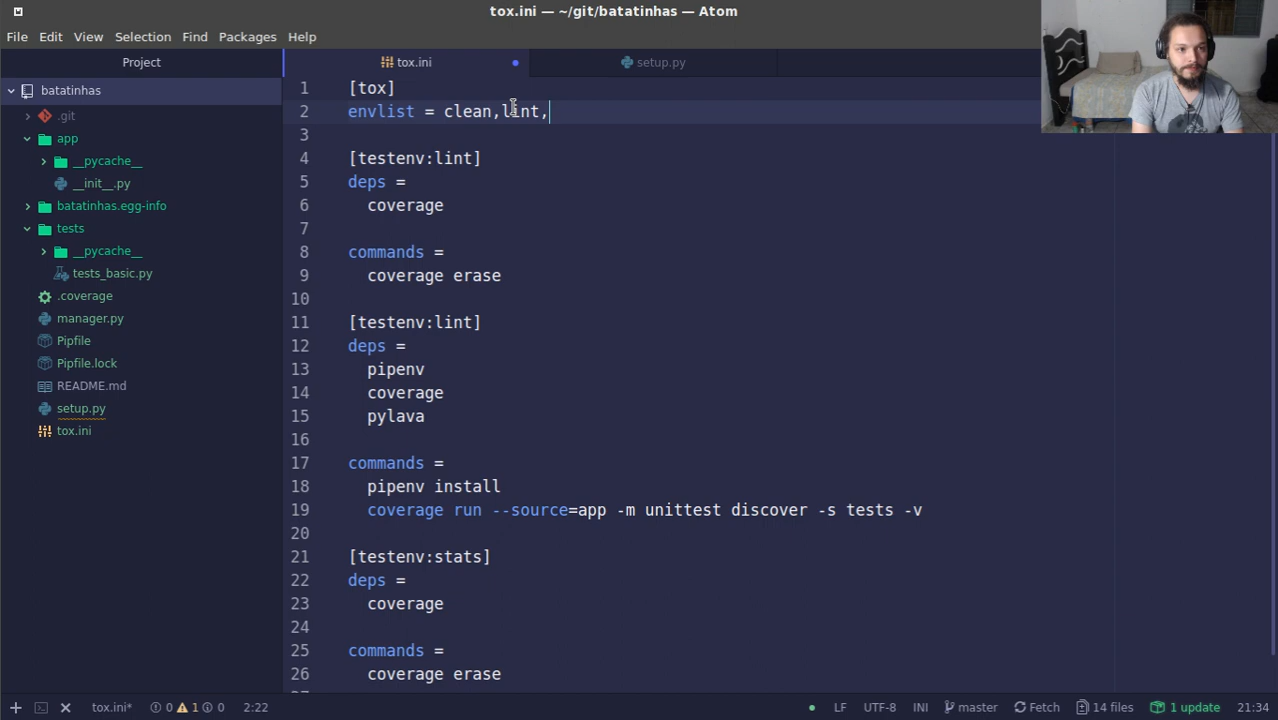 tox.ini — ~/git/batatinhas — Atom
File Edit View Selection Find Packages Help
Project
tox.ini
setup.py
batatinhas
.git
app
__pycache__
__init__.py
batatinhas.egg-info
tests
__pycache__
tests_basic.py
.coverage
manager.py
Pipfile
Pipfile.lock
README.md
setup.py
tox.ini
1 [tox]
2 envlist = clean,lint,
3
4 [testenv:lint]
5 deps =
6 coverage
7
8 commands =
9 coverage erase
10
11 [testenv:lint]
12 deps =
13 pipenv
14 coverage
15 pylava
16
17 commands =
18 pipenv install
19 coverage run --source=app -m unittest discover -s tests -v
20
21 [testenv:stats]
22 deps =
23 coverage
24
25 commands =
26 coverage erase
tox.ini* 0 1 0 2:22 LF UTF-8 INI master Fetch 14 files 1 update 21:34